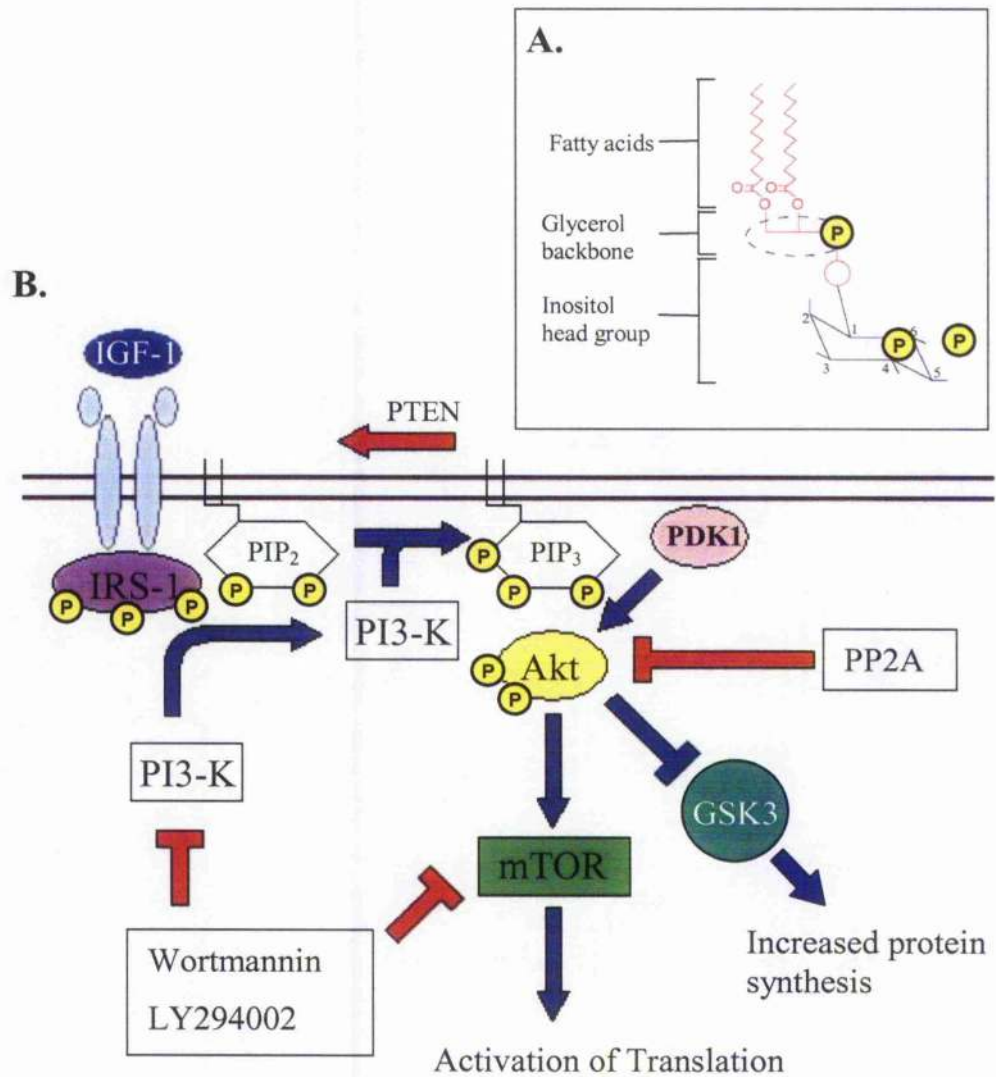 A.
Fatty acids
Glycerol
backbone
Inositol
head group
P
2
1
6
3
4
5
P
P
B.
IGF-1
PTEN
PDK1
IRS-1
P
P
P
PIP2
P
P
PI3-K
PIP3
P
P
P
Akt
P
P
PP2A
PI3-K
GSK3
mTOR
Wortmannin
LY294002
Increased protein
synthesis
Activation of Translation